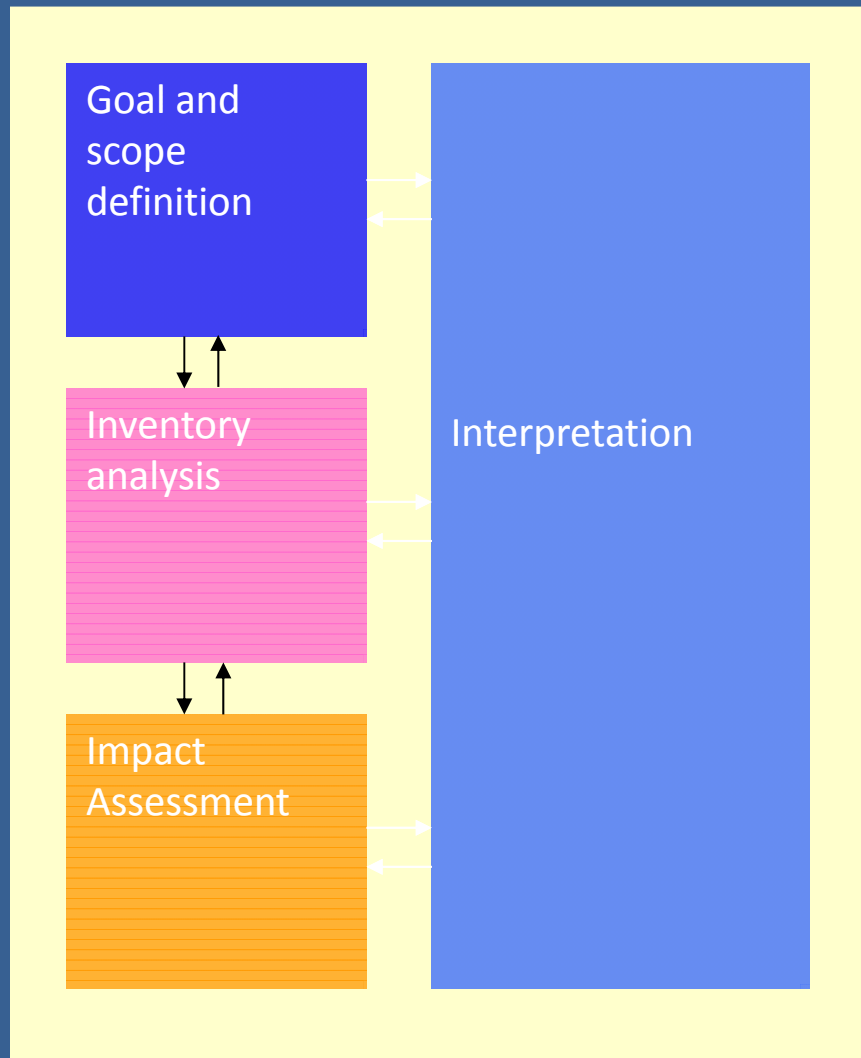 Goal and
scope
definition
Inventory
analysis
Interpretation
Impact
Assessment